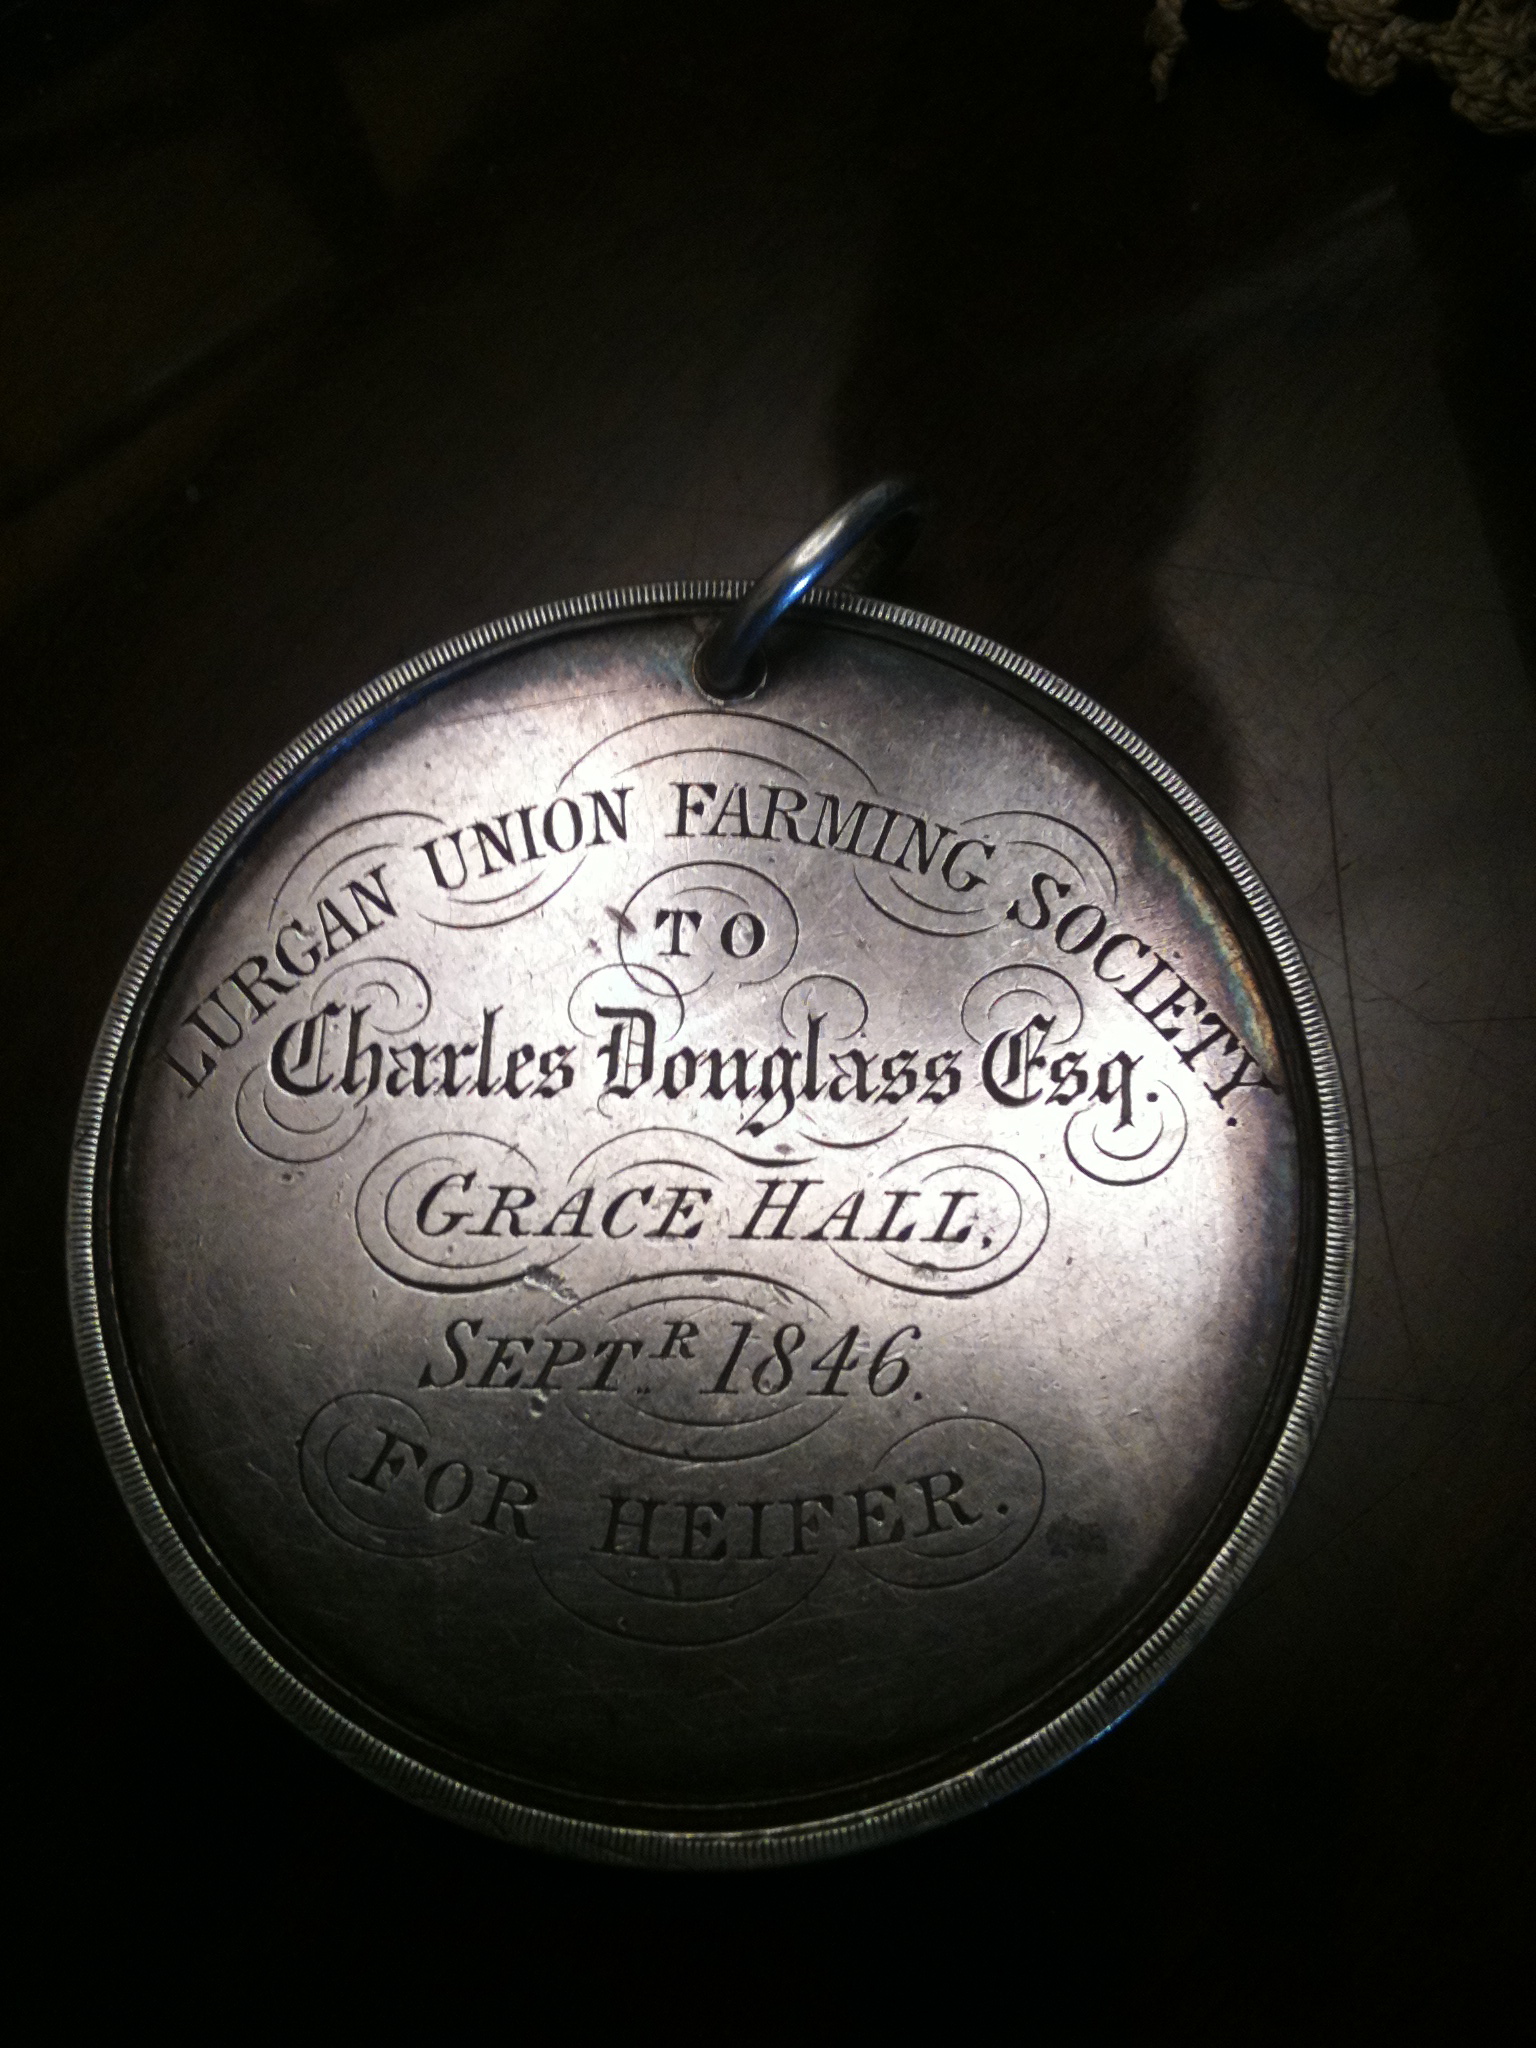 LURGAN UNION FARMING SOCIETY.
TO
Charles Douglass Esq.
GRACE HALL,
SEPTR 1846.
FOR HEIFER.